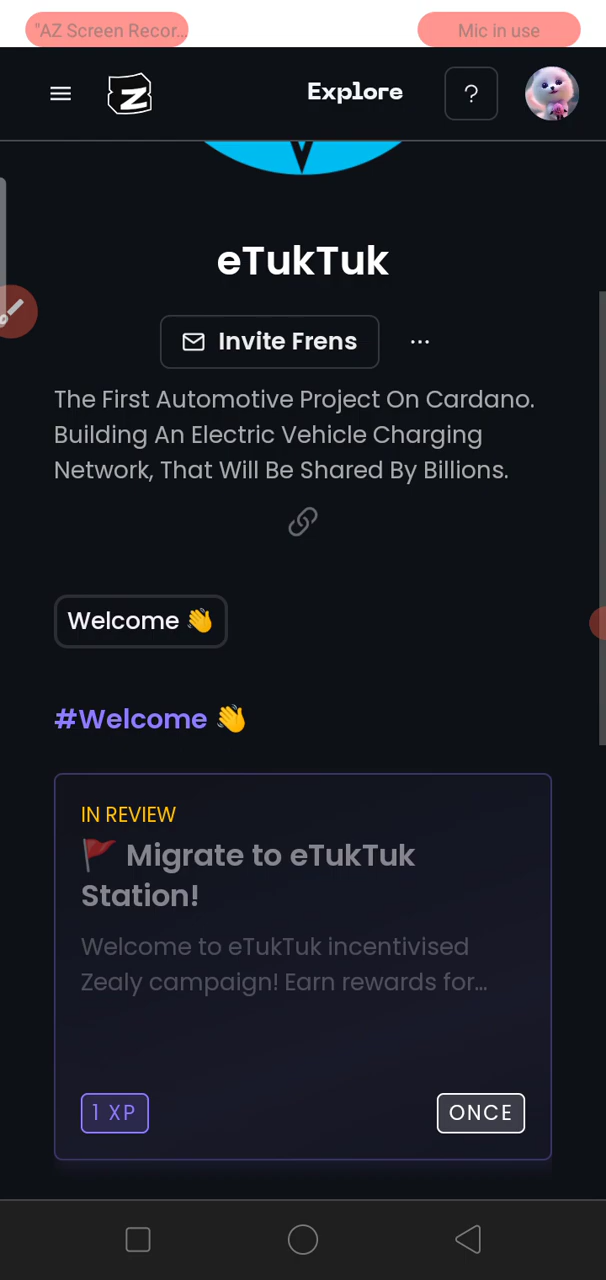 "AZ Screen Recor... Mic in use
Explore ?
eTukTuk
Invite Frens ...
The First Automotive Project On Cardano.
Building An Electric Vehicle Charging
Network, That Will Be Shared By Billions.
Welcome 👋
#Welcome 👋
IN REVIEW
🚩 Migrate to eTukTuk
Station!
Welcome to eTukTuk incentivised
Zealy campaign! Earn rewards for...
1 XP ONCE